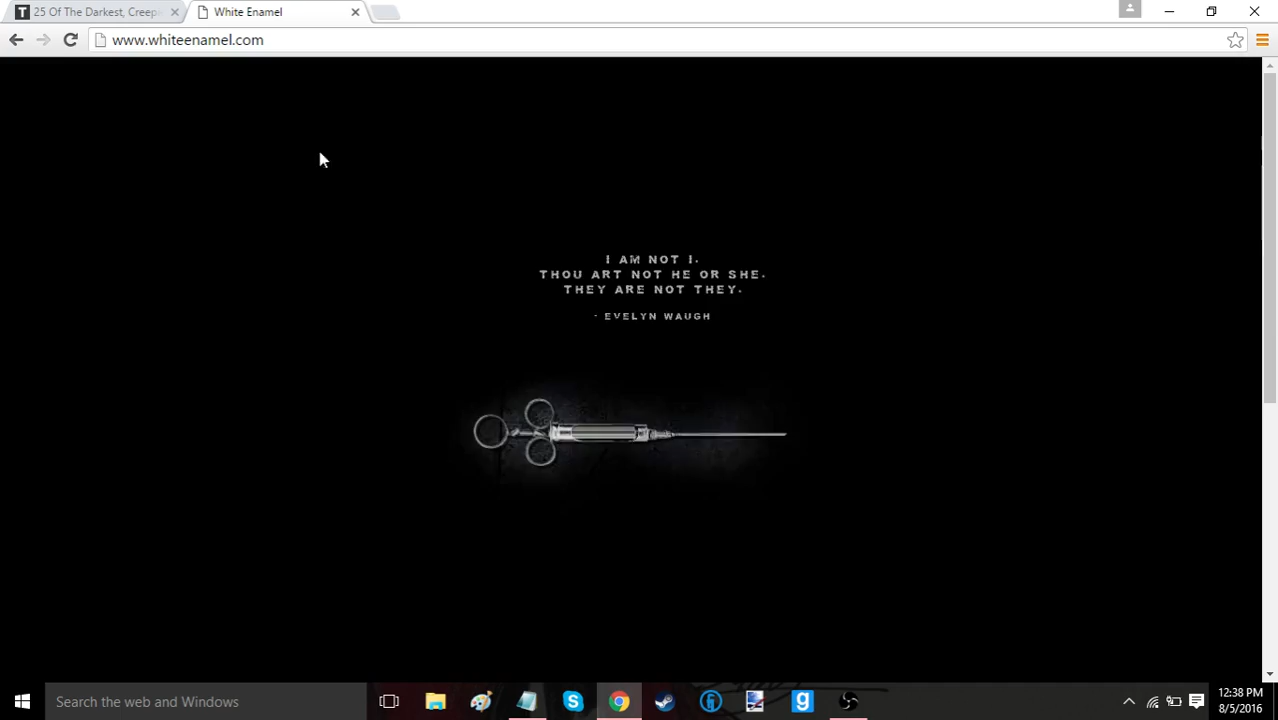 25 Of The Darkest, Creepi
White Enamel
www.whiteenamel.com
I AM NOT I.
THOU ART NOT HE OR SHE.
THEY ARE NOT THEY.
- EVELYN WAUGH
Search the web and Windows
12:38 PM
8/5/2016